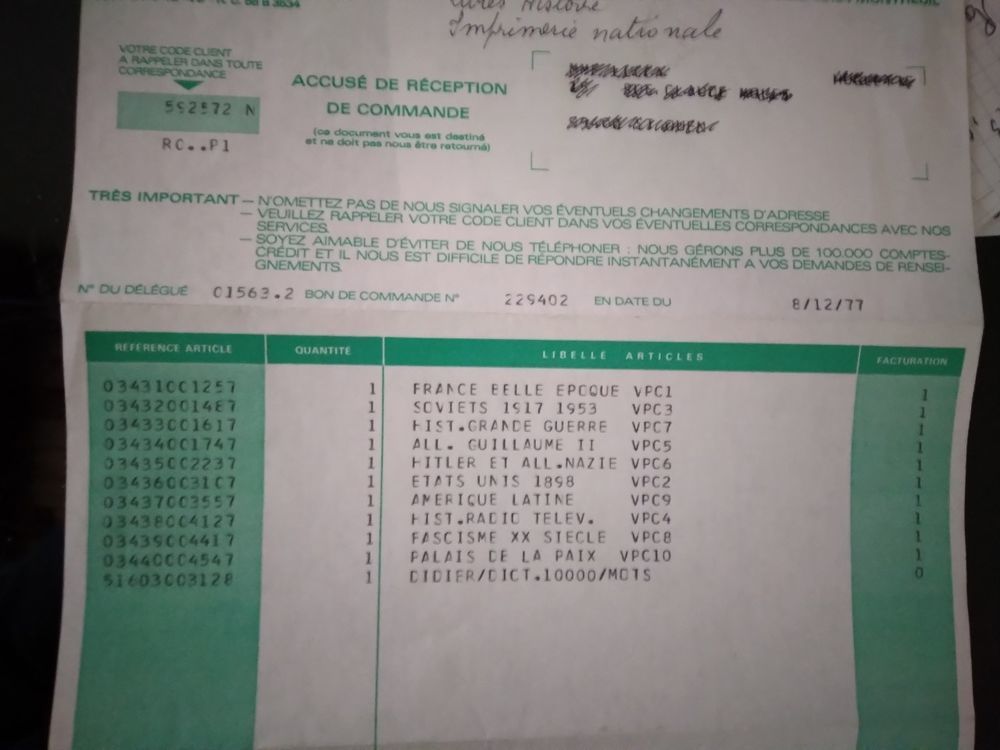 Imprimerie nationale
VOTRE CODE CLIENT
A RAPPELER DANS TOUTE
CORRESPONDANCE
592572 N
RC..P1
ACCUSÉ DE RÉCEPTION
DE COMMANDE
(ce document vous est destiné
et ne doit pas nous être retourné)
TRÈS IMPORTANT — N'OMETTEZ PAS DE NOUS SIGNALER VOS ÉVENTUELS CHANGEMENTS D'ADRESSE
— VEUILLEZ RAPPELER VOTRE CODE CLIENT DANS VOS ÉVENTUELLES CORRESPONDANCES AVEC NOS
SERVICES.
— SOYEZ AIMABLE D'ÉVITER DE NOUS TÉLÉPHONER : NOUS GÉRONS PLUS DE 100.000 COMPTES-
CRÉDIT ET IL NOUS EST DIFFICILE DE RÉPONDRE INSTANTANÉMENT A VOS DEMANDES DE RENSEI-
GNEMENTS.
N° DU DÉLÉGUÉ 01563.2 BON DE COMMANDE N° 229402 EN DATE DU 8/12/77
REFERENCE ARTICLE QUANTITE LIBELLE ARTICLES FACTURATION
03431001257 1 FRANCE BELLE EPOQUE VPC1 1
03432001487 1 SOVIETS 1917 1953 VPC3 1
03433001617 1 HIST.GRANDE GUERRE VPC7 1
03434001747 1 ALL. GUILLAUME II VPC5 1
03435002237 1 HITLER ET ALL.NAZIE VPC6 1
03436003107 1 ETATS UNIS 1898 VPC2 1
03437003557 1 AMERIQUE LATINE VPC9 1
03438004127 1 HIST.RADIO TELEV. VPC4 1
03439004417 1 FASCISME XX SIECLE VPC8 1
03440004547 1 PALAIS DE LA PAIX VPC10 1
51603003128 1 DIDIER/DICT.10000/MOTS 0